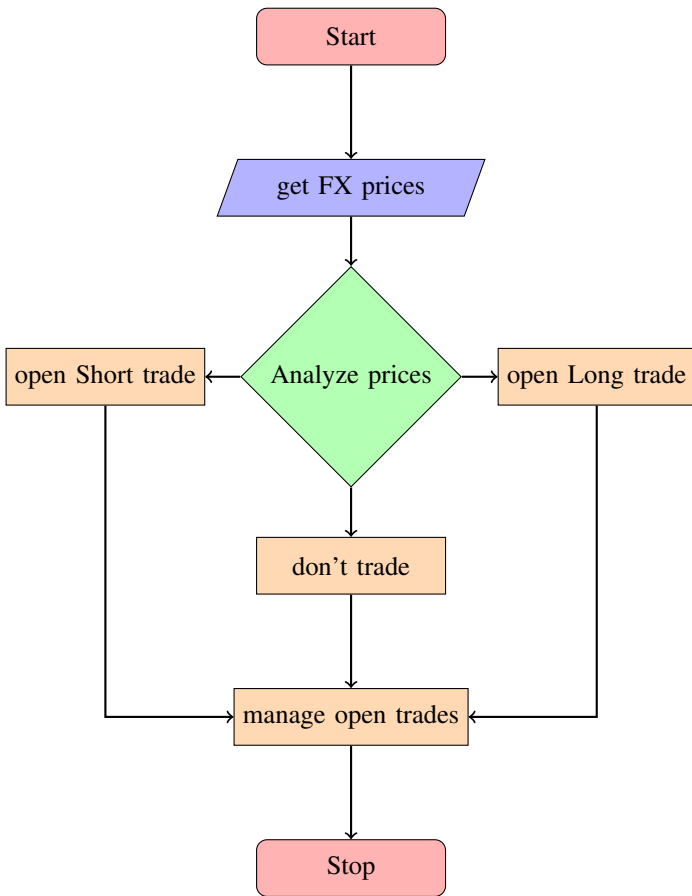 Start
get FX prices
open Short trade
Analyze prices
open Long trade
don't trade
manage open trades
Stop